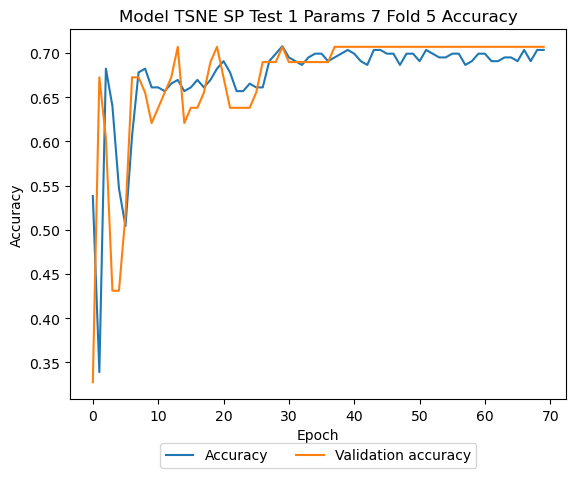 Model TSNE SP Test 1 Params 7 Fold 5 Accuracy
Accuracy
0.70
0.65
0.60
0.55
0.50
0.45
0.40
0.35
0 10 20 30 40 50 60 70
Epoch
Accuracy Validation accuracy